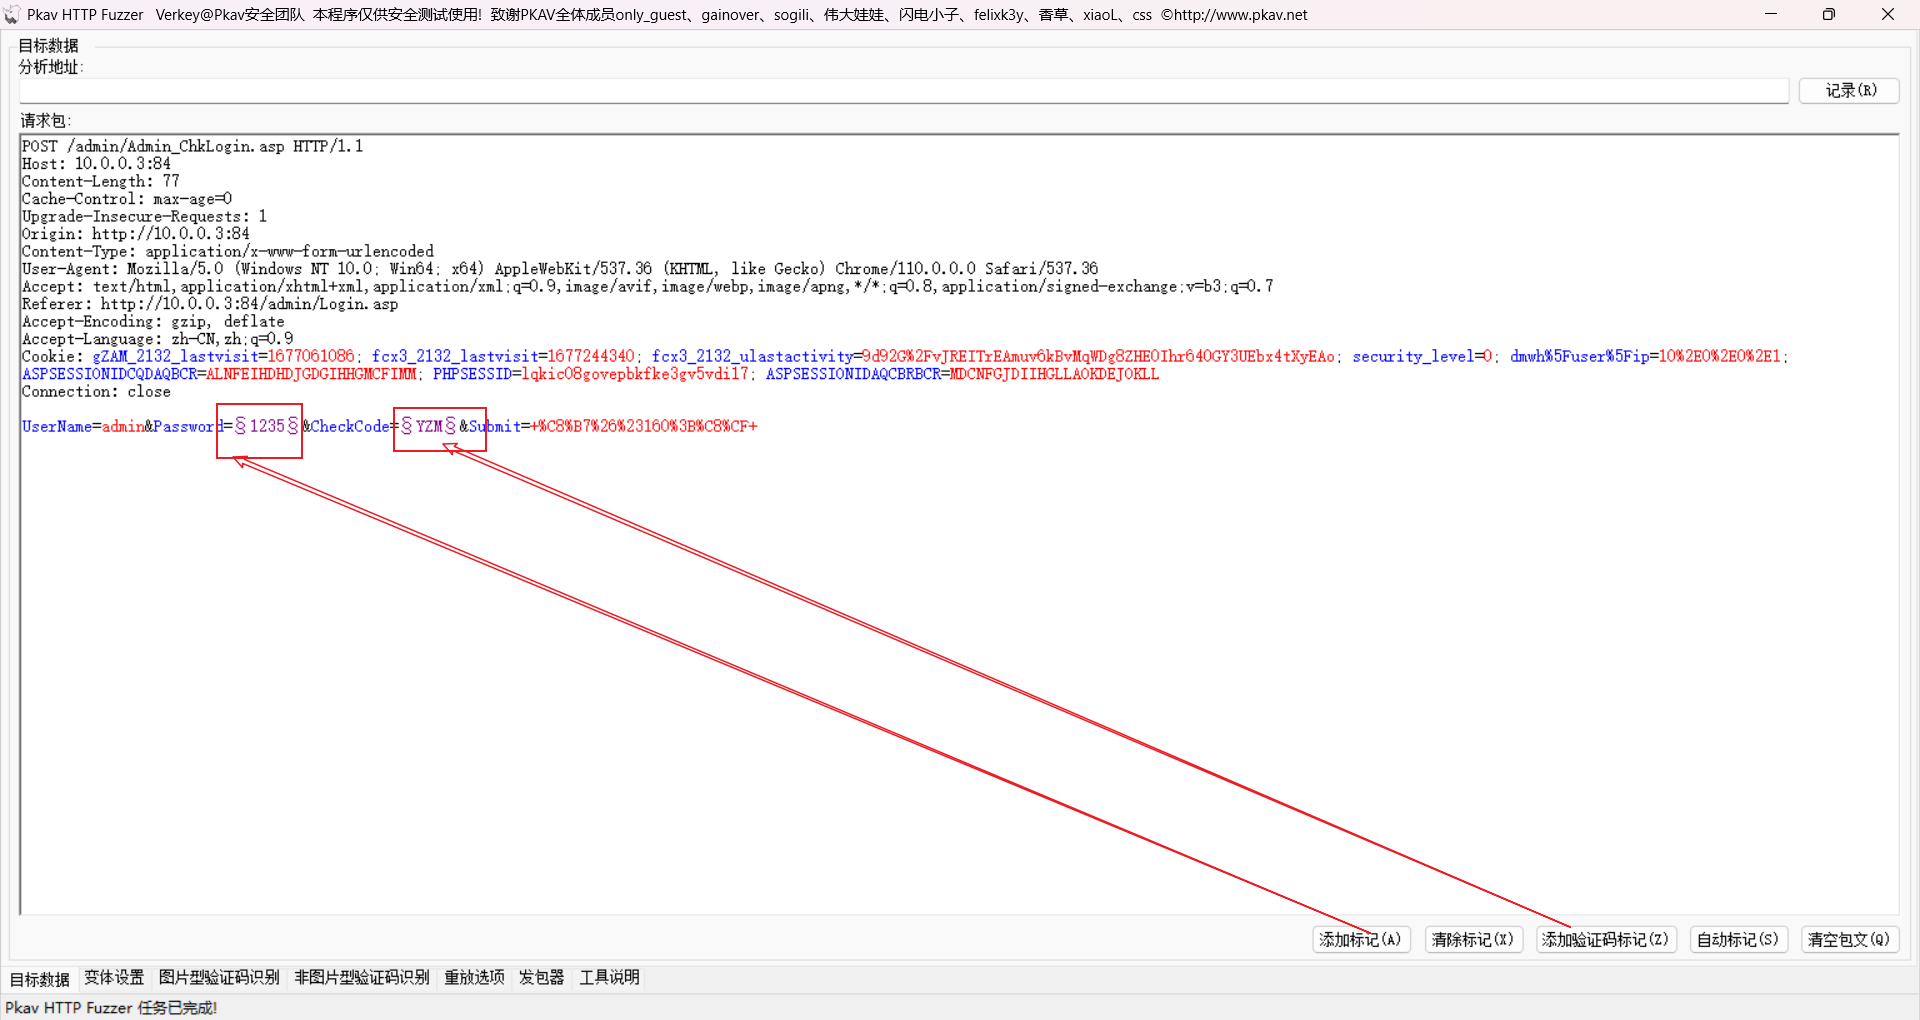 Pkav HTTP Fuzzer   Verkey@Pkav安全团队  本程序仅供安全测试使用!  致谢PKAV全体成员only_guest、gainover、sogili、伟大娃娃、闪电小子、felixk3y、香草、xiaoL、css  ©http://www.pkav.net
目标数据
分析地址:
记录(R)
请求包:
POST /admin/Admin_ChkLogin.asp HTTP/1.1
Host: 10.0.0.3:84
Content-Length: 77
Cache-Control: max-age=0
Upgrade-Insecure-Requests: 1
Origin: http://10.0.0.3:84
Content-Type: application/x-www-form-urlencoded
User-Agent: Mozilla/5.0 (Windows NT 10.0; Win64; x64) AppleWebKit/537.36 (KHTML, like Gecko) Chrome/110.0.0.0 Safari/537.36
Accept: text/html,application/xhtml+xml,application/xml;q=0.9,image/avif,image/webp,image/apng,*/*;q=0.8,application/signed-exchange;v=b3;q=0.7
Referer: http://10.0.0.3:84/admin/Login.asp
Accept-Encoding: gzip, deflate
Accept-Language: zh-CN,zh;q=0.9
Cookie: gZAM_2132_lastvisit=1677061086; fcx3_2132_lastvisit=1677244340; fcx3_2132_ulastactivity=9d92G%2FvJREITrEAmuv6kBvMqWDg8ZHE0Ihr640GY3UEbx4tXyEAo; security_level=0; dmwh%5Fuser%5Fip=10%2E0%2E0%2E1;
ASPSESSIONIDCQDAQBCR=ALNFEIHDHDJGDGIHHGMCFIMM; PHPSESSID=lqkic08govepbkfke3gv5vdi17; ASPSESSIONIDAQCBRBCR=MDCNFGJDIIHGLLAOKDEJOKLL
Connection: close
UserName=admin&Password=§1235§&CheckCode=§YZM§&Submit=+%C8%B7%26%23160%3B%C8%CF+
添加标记(A)
清除标记(X)
添加验证码标记(Z)
自动标记(S)
清空包文(Q)
目标数据 变体设置 图片型验证码识别 非图片型验证码识别 重放选项 发包器 工具说明
Pkav HTTP Fuzzer 任务已完成!